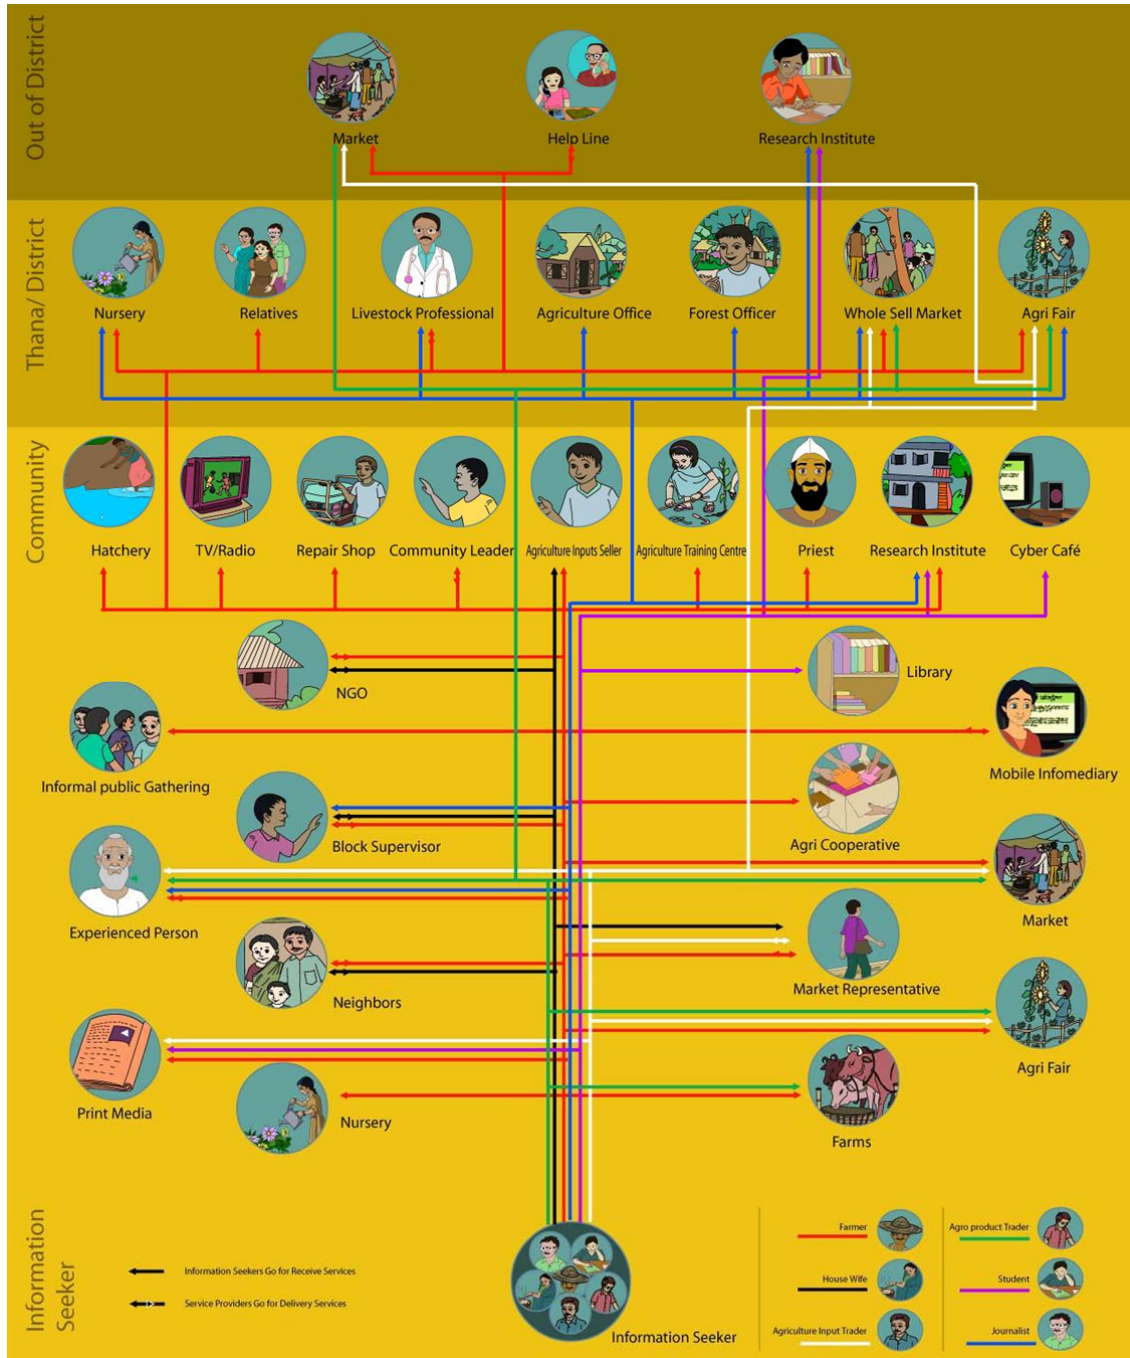 Out of District
Market
Help Line
Research Institute
Thana/ District
Nursery
Relatives
Livestock Professional
Agriculture Office
Forest Officer
Whole Sell Market
Agri Fair
Community
Hatchery
TV/Radio
Repair Shop
Community Leader
Agriculture Inputs Seller
Agriculture Training Centre
Priest
Research Institute
Cyber Café
NGO
Library
Informal public Gathering
Mobile Infomediary
Block Supervisor
Agri Cooperative
Experienced Person
Market
Neighbors
Market Representative
Print Media
Agri Fair
Nursery
Farms
Information
Seeker
Information Seekers Go for Receive Services
Service Providers Go for Delivery Services
Information Seeker
Farmer
House Wife
Agriculture Input Trader
Agro product Trader
Student
Journalist